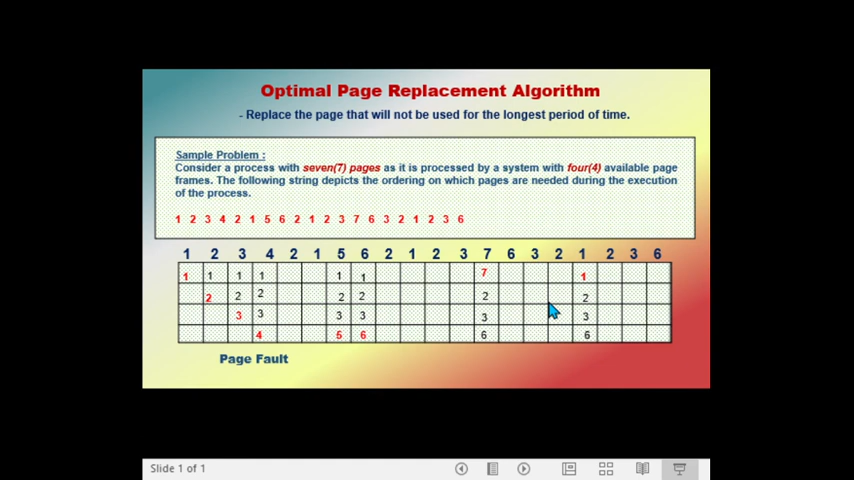 Optimal Page Replacement Algorithm
- Replace the page that will not be used for the longest period of time.
Sample Problem :
Consider a process with seven(7) pages as it is processed by a system with four(4) available page
frames. The following string depicts the ordering on which pages are needed during the execution
of the process.
1 2 3 4 2 1 5 6 2 1 2 3 7 6 3 2 1 2 3 6
1 2 3 4 2 1 5 6 2 1 2 3 7 6 3 2 1 2 3 6
1 1 1 1 1 1 7 1
2 2 2 2 2 2 2
3 3 3 3 3 3
4 5 6 6 6
Page Fault
Slide 1 of 1